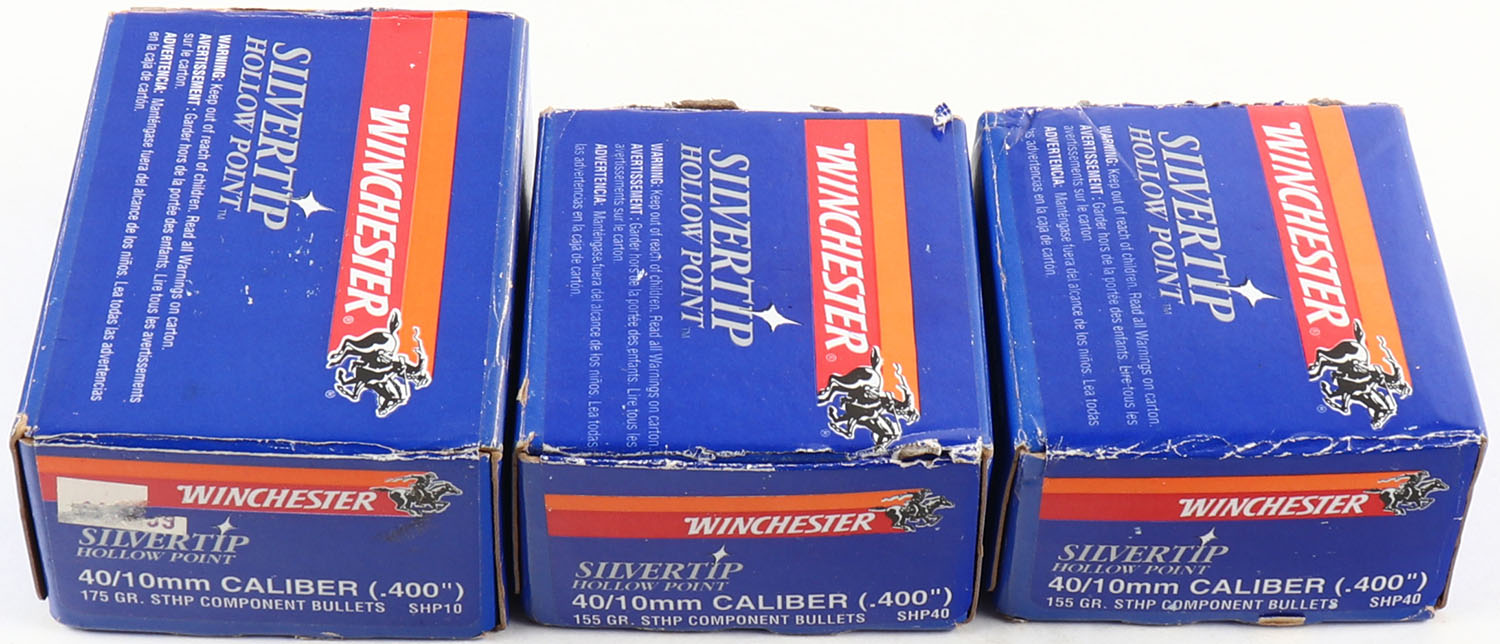 WINCHESTER®
SILVERTIP
HOLLOW POINT™
WARNING: Keep out of reach of children. Read all Warnings on carton.
AVERTISSEMENT : Garder hors de la portée des enfants. Lire tous les avertissements
sur le carton.
ADVERTENCIA: Manténgase fuera del alcance de los niños. Lea todas las advertencias
en la caja de cartón.
®
WINCHESTER
SILVERTIP
HOLLOW POINT
40/10mm CALIBER (.400")
175 GR. STHP COMPONENT BULLETS SHP10
WINCHESTER®
SILVERTIP
HOLLOW POINT™
WARNING: Keep out of reach of children. Read all Warnings on carton.
AVERTISSEMENT : Garder hors de la portée des enfants. Lire tous les
avertissements sur le carton.
ADVERTENCIA: Manténgase fuera del alcance de los niños. Lea todas
las advertencias en la caja de cartón.
®
WINCHESTER
SILVERTIP
HOLLOW POINT
40/10mm CALIBER (.400")
155 GR. STHP COMPONENT BULLETS SHP40
WINCHESTER®
SILVERTIP
HOLLOW POINT™
WARNING: Keep out of reach of children. Read all Warnings on carton.
AVERTISSEMENT : Garder hors de la portée des enfants. Lire tous les
avertissements sur le carton.
ADVERTENCIA: Manténgase fuera del alcance de los niños. Lea todas
advertencias en la caja de cartón.
®
WINCHESTER
SILVERTIP
HOLLOW POINT
40/10mm CALIBER (.400")
155 GR. STHP COMPONENT BULLETS SHP40